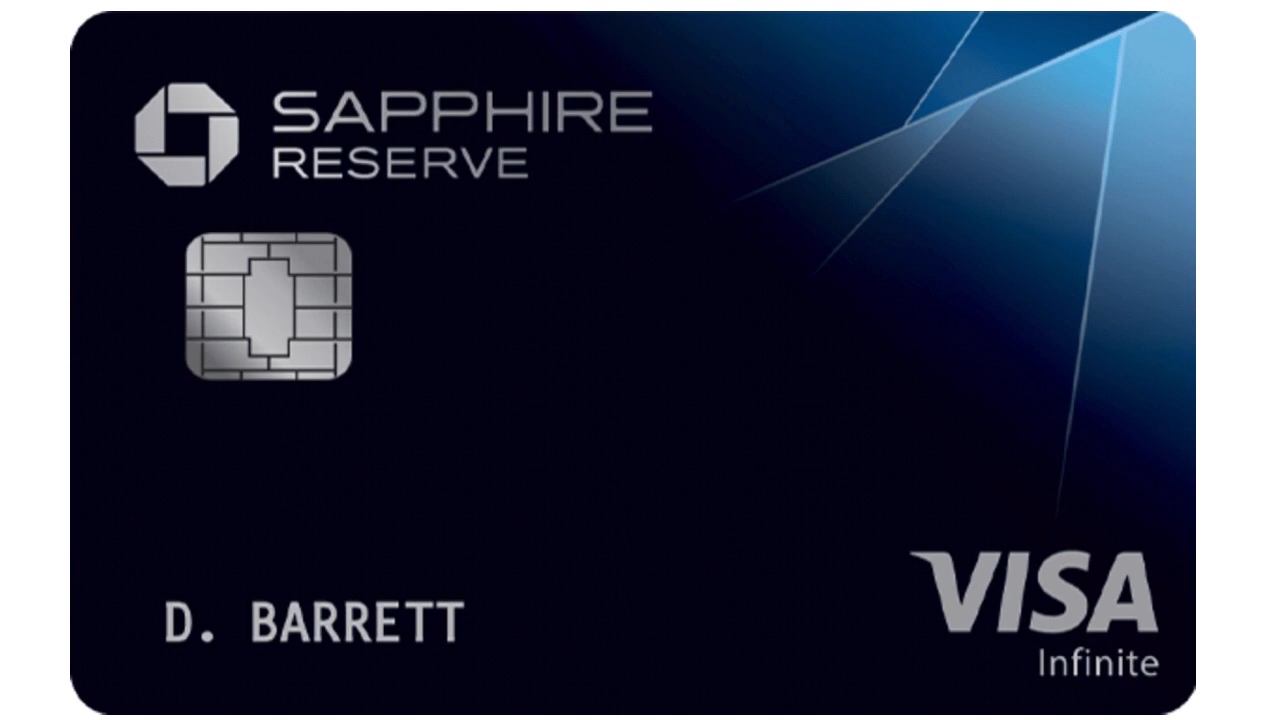 SAPPHIRE
RESERVE
D. BARRETT
VISA
Infinite